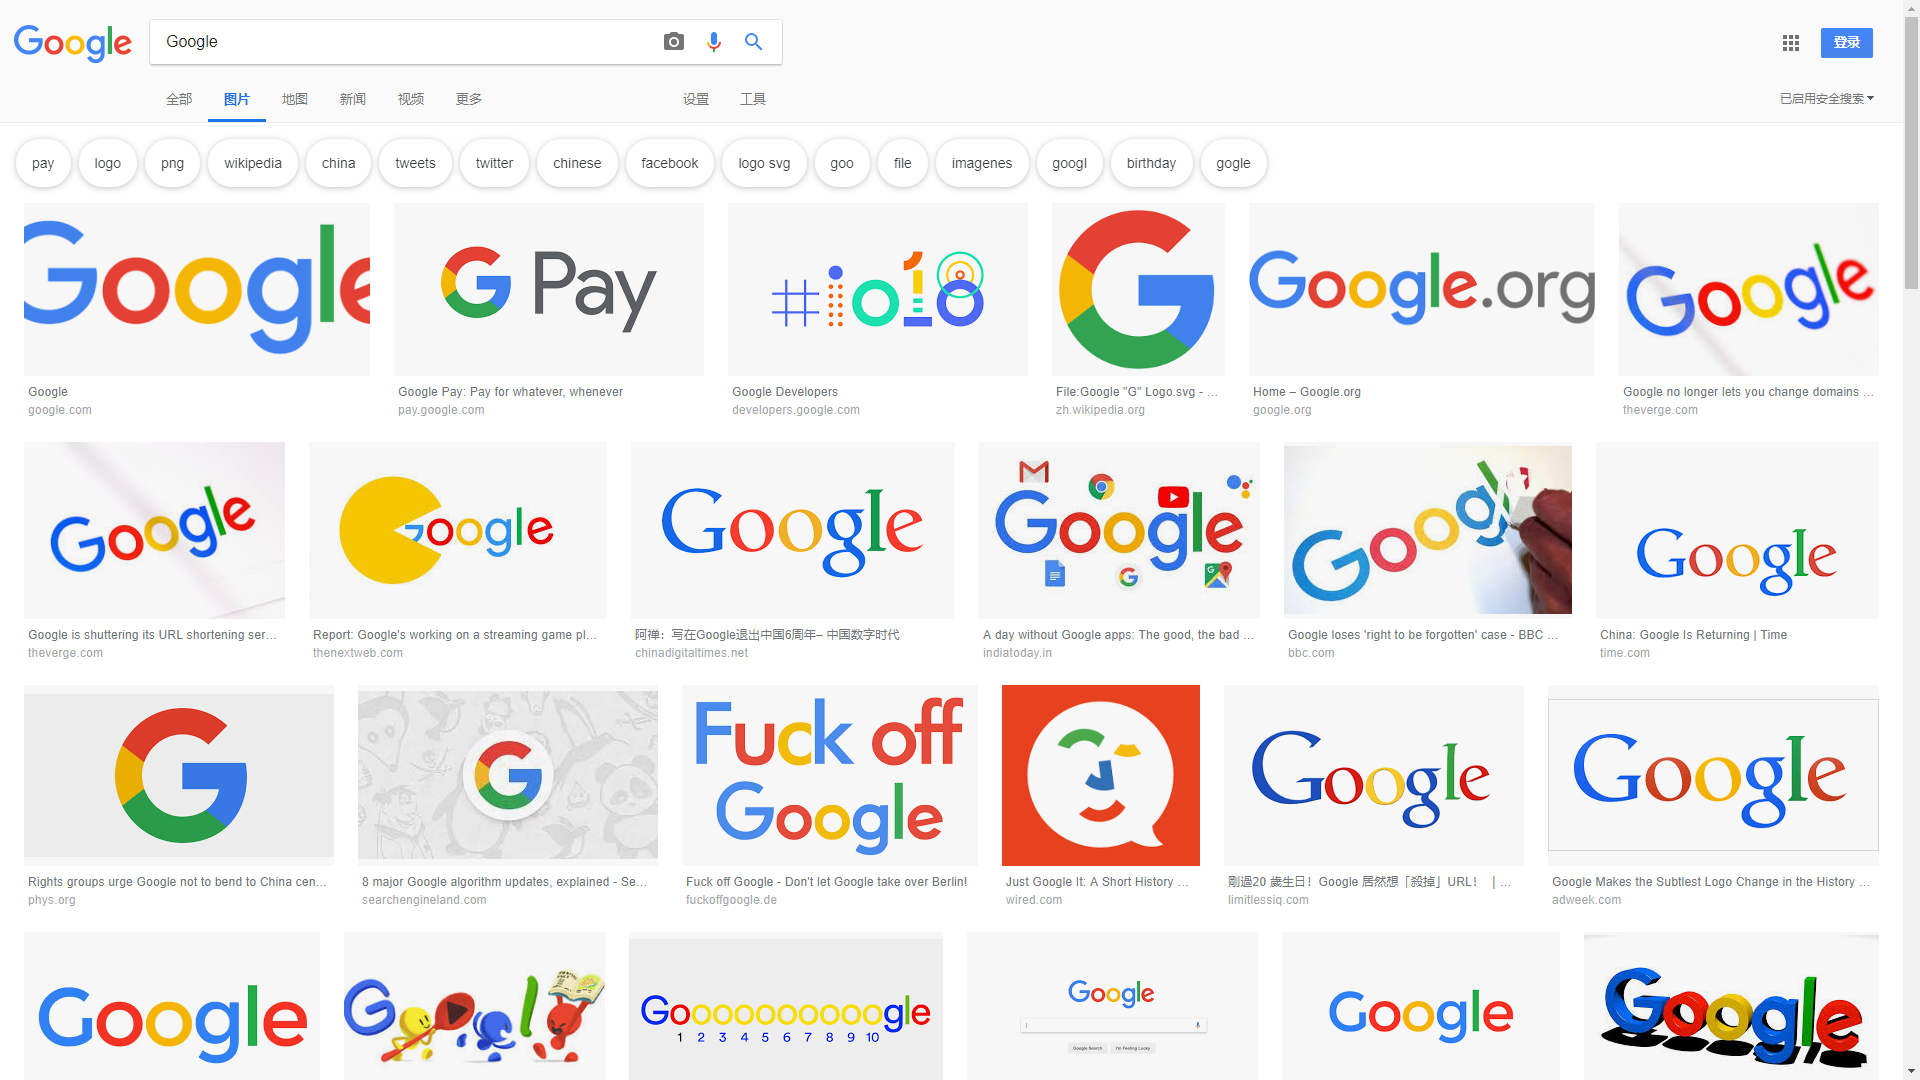 Google
Google
登录
全部
图片
地图
新闻
视频
更多
设置
工具
已启用安全搜索
pay
logo
png
wikipedia
china
tweets
twitter
chinese
facebook
logo svg
goo
file
imagenes
googl
birthday
gogle
Google
G Pay
#io18
G
Google.org
Google
Google
google.com
Google Pay: Pay for whatever, whenever
pay.google.com
Google Developers
developers.google.com
File:Google "G" Logo.svg - ...
zh.wikipedia.org
Home – Google.org
google.org
Google no longer lets you change domains ...
theverge.com
Google
Google
Google
Google
Google
Google
Google is shuttering its URL shortening ser...
theverge.com
Report: Google's working on a streaming game pl...
thenextweb.com
阿禅：写在Google退出中国6周年– 中国数字时代
chinadigitaltimes.net
A day without Google apps: The good, the bad ...
indiatoday.in
Google loses 'right to be forgotten' case - BBC ...
bbc.com
China: Google Is Returning | Time
time.com
G
G
Fuck off
Google
Google
Google
Rights groups urge Google not to bend to China cen...
phys.org
8 major Google algorithm updates, explained - Se...
searchengineland.com
Fuck off Google - Don't let Google take over Berlin!
fuckoffgoogle.de
Just Google It: A Short History ...
wired.com
剛過20 歲生日！Google 居然想「殺掉」URL！ | ...
limitlessiq.com
Google Makes the Subtlest Logo Change in the History ...
adweek.com
Google
Google
Goooooooooogle
1 2 3 4 5 6 7 8 9 10
Google
Google Search
I'm Feeling Lucky
Google
Google